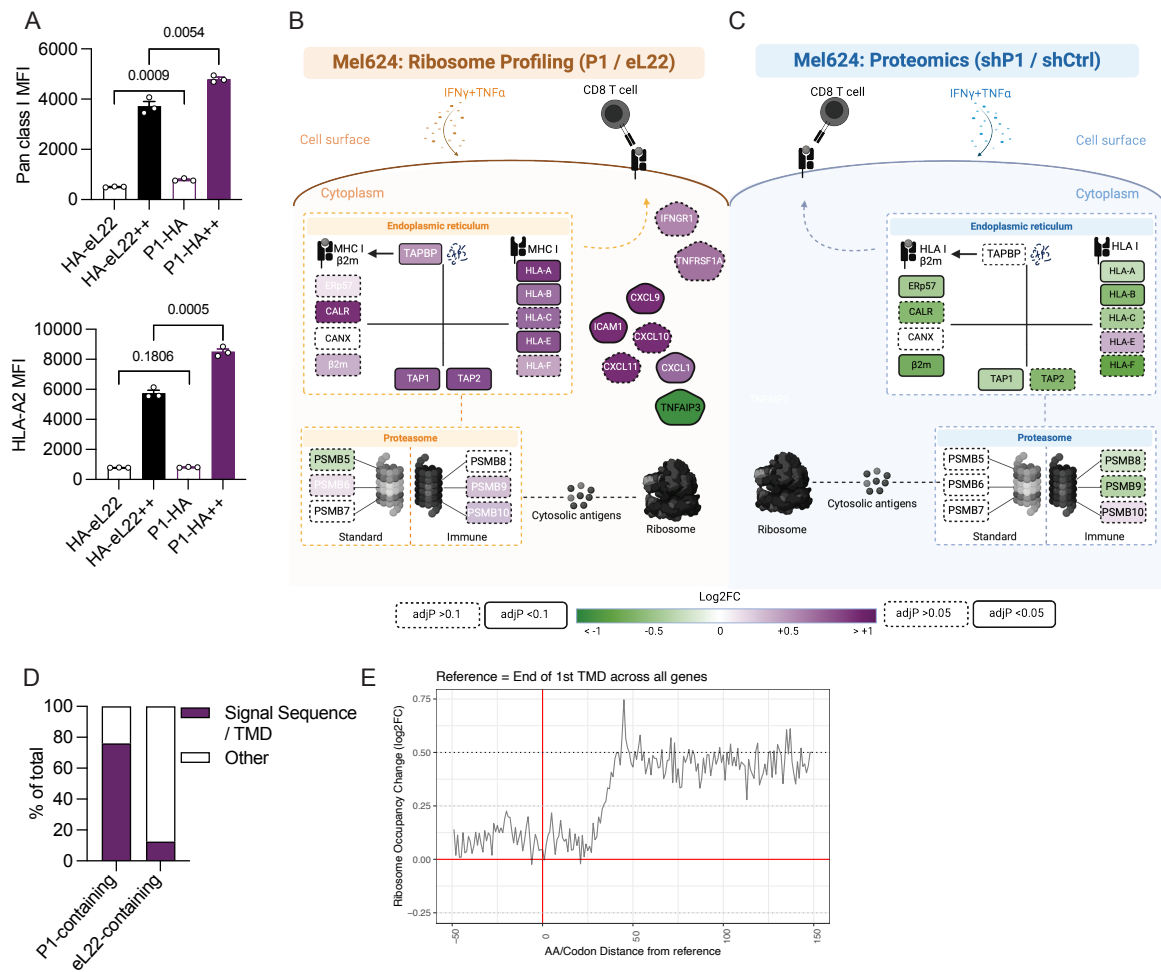 A
0.0054
0.0009
6000
4000
2000
0
Pan class I MFI
HA-eL22
HA-eL22++
P1-HA
P1-HA++
0.0005
0.1806
10000
8000
6000
4000
2000
0
HLA-A2 MFI
HA-eL22
HA-eL22++
P1-HA
P1-HA++
B
Mel624: Ribosome Profiling (P1 / eL22)
IFNγ+TNFα
CD8 T cell
Cell surface
Cytoplasm
Endoplasmic reticulum
MHC I
β2m
TAPBP
MHC I
ERp57
CALR
CANX
β2m
HLA-A
HLA-B
HLA-C
HLA-E
HLA-F
TAP1
TAP2
IFNGR1
TNFRSF1A
CXCL9
ICAM1
CXCL10
CXCL11
CXCL1
TNFAIP3
Proteasome
PSMB5
PSMB6
PSMB7
PSMB8
PSMB9
PSMB10
Standard
Immune
Cytosolic antigens
Ribosome
C
Mel624: Proteomics (shP1 / shCtrl)
CD8 T cell
IFNγ+TNFα
Cell surface
Cytoplasm
Endoplasmic reticulum
HLA I
β2m
TAPBP
HLA I
ERp57
CALR
CANX
β2m
HLA-A
HLA-B
HLA-C
HLA-E
HLA-F
TAP1
TAP2
Proteasome
PSMB5
PSMB6
PSMB7
PSMB8
PSMB9
PSMB10
Standard
Immune
Cytosolic antigens
Ribosome
Log2FC
adjP >0.1
adjP <0.1
< -1
-0.5
0
+0.5
> +1
adjP >0.05
adjP <0.05
D
100
80
60
40
20
0
% of total
Signal Sequence
/ TMD
Other
P1-containing
eL22-containing
E
Reference = End of 1st TMD across all genes
0.75
0.50
0.25
0.00
−0.25
Ribosome Occupancy Change (log2FC)
−50
0
50
100
150
AA/Codon Distance from reference